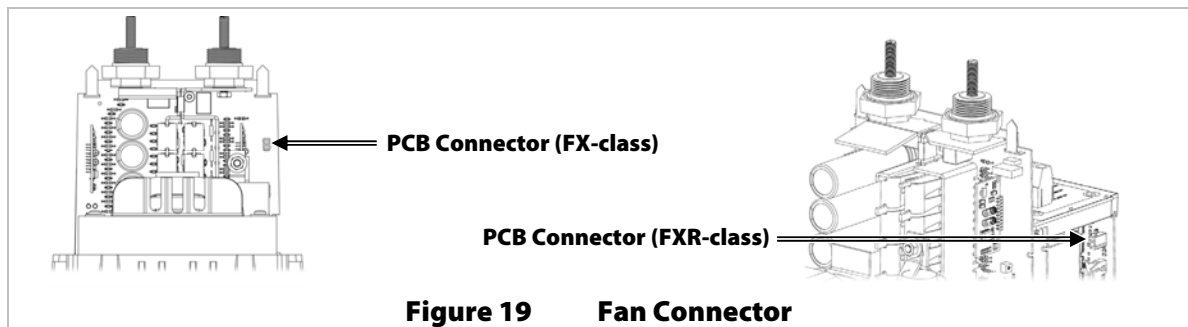 PCB Connector (FX-class)
PCB Connector (FXR-class)
Figure 19 Fan Connector